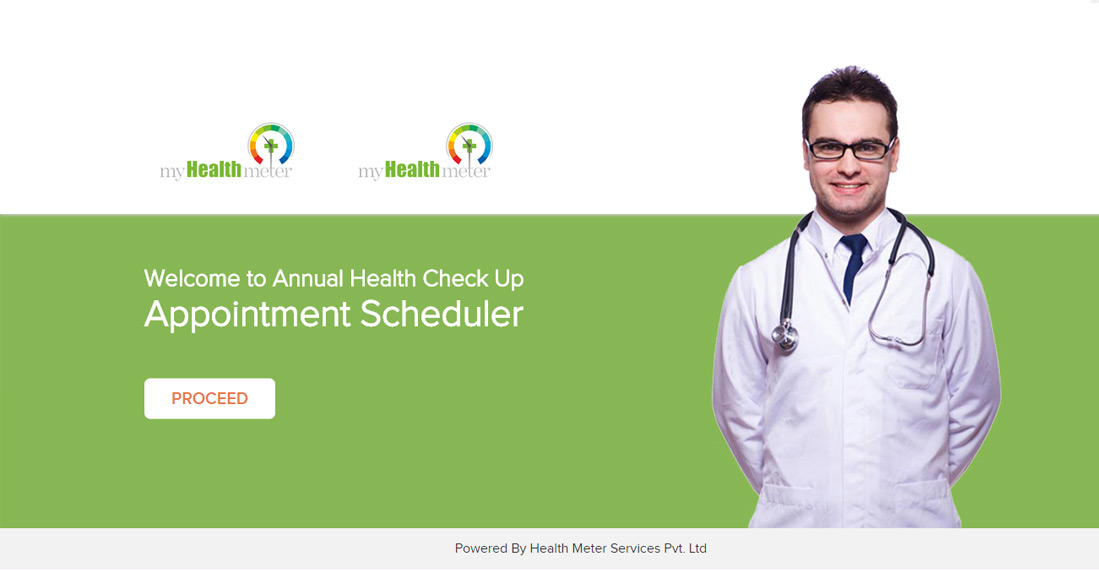 myHealthmeter
myHealthmeter
Welcome to Annual Health Check Up
Appointment Scheduler
PROCEED
Powered By Health Meter Services Pvt. Ltd